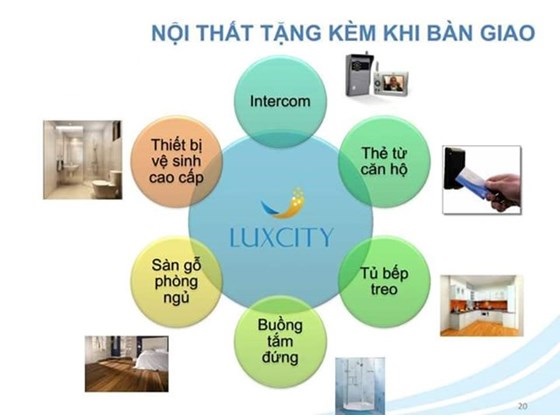 NỘI THẤT TẶNG KÈM KHI BÀN GIAO
Intercom
Thiết bị
vệ sinh
cao cấp
Thẻ từ
căn hộ
LUXCITY
Sàn gỗ
phòng
ngủ
Tủ bếp
treo
Buồng
tắm
đứng
20